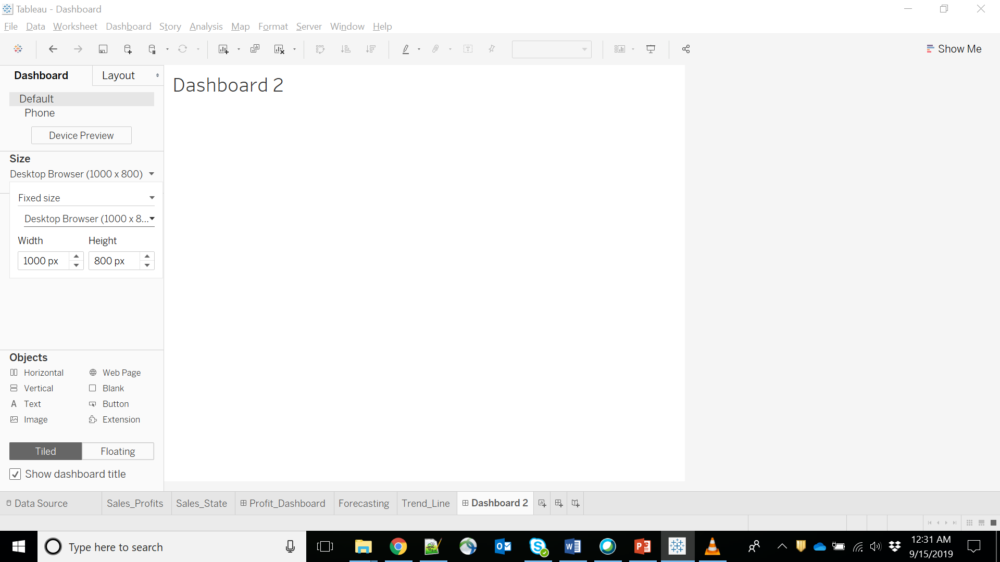 Tableau - Dashboard
File Data Worksheet Dashboard Story Analysis Map Format Server Window Help
Show Me
Dashboard Layout
Default
Phone
Device Preview
Size
Desktop Browser (1000 x 800)
Fixed size
Desktop Browser (1000 x 8...
Width Height
1000 px 800 px
Dashboard 2
Objects
Horizontal Web Page
Vertical Blank
Text Button
Image Extension
Tiled Floating
Show dashboard title
Data Source Sales_Profits Sales_State Profit_Dashboard Forecasting Trend_Line Dashboard 2
Type here to search
12:31 AM
9/15/2019